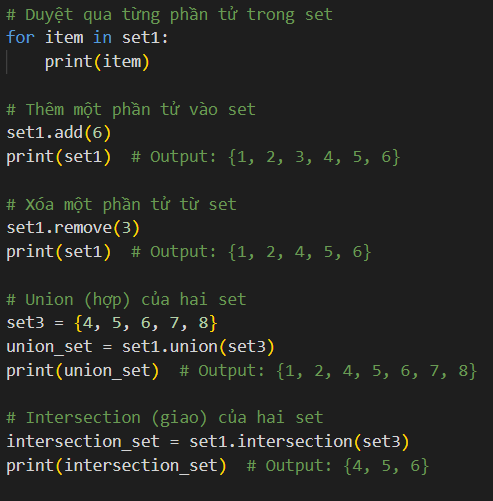 # Duyệt qua từng phần tử trong set
for item in set1:
    print(item)

# Thêm một phần tử vào set
set1.add(6)
print(set1)  # Output: {1, 2, 3, 4, 5, 6}

# Xóa một phần tử từ set
set1.remove(3)
print(set1)  # Output: {1, 2, 4, 5, 6}

# Union (hợp) của hai set
set3 = {4, 5, 6, 7, 8}
union_set = set1.union(set3)
print(union_set)  # Output: {1, 2, 4, 5, 6, 7, 8}

# Intersection (giao) của hai set
intersection_set = set1.intersection(set3)
print(intersection_set)  # Output: {4, 5, 6}